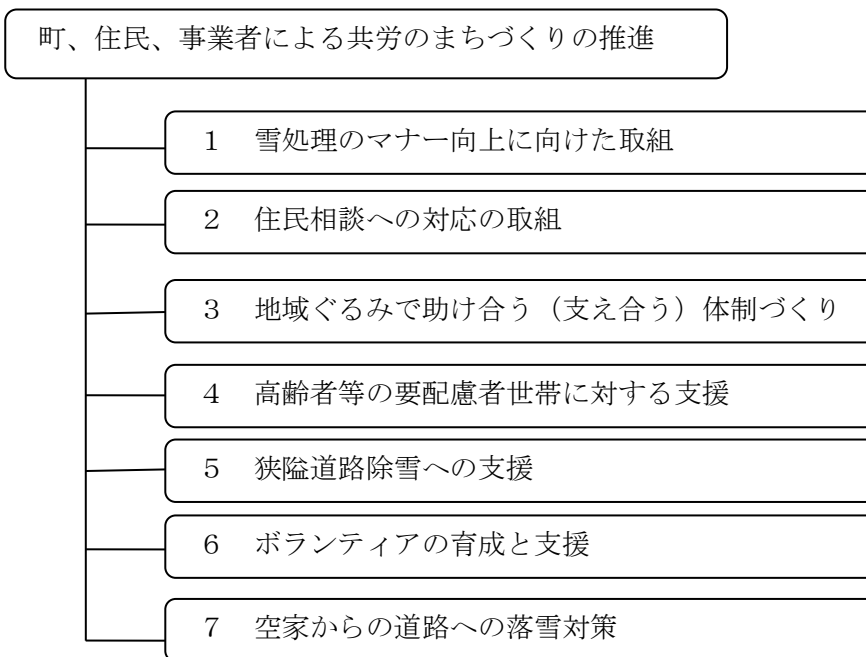 町、住民、事業者による共労のまちづくりの推進
1 雪処理のマナー向上に向けた取組
2 住民相談への対応の取組
3 地域ぐるみで助け合う（支え合う）体制づくり
4 高齢者等の要配慮者世帯に対する支援
5 狭隘道路除雪への支援
6 ボランティアの育成と支援
7 空家からの道路への落雪対策